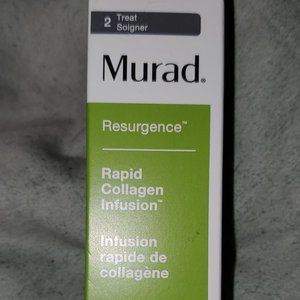 2 Treat
Soigner
Murad.
Resurgence™
Rapid
Collagen
Infusion™
Infusion
rapide de
collagène